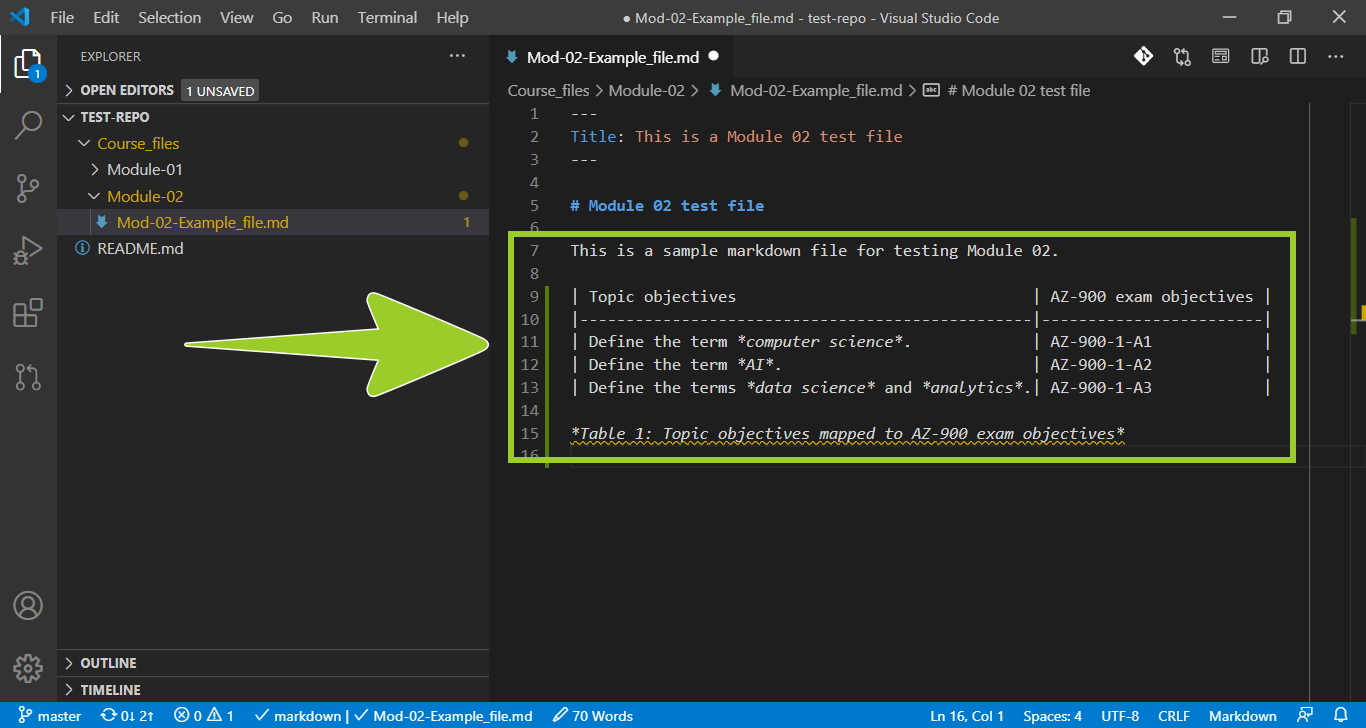 File Edit Selection View Go Run Terminal Help ● Mod-02-Example_file.md - test-repo - Visual Studio Code
1
EXPLORER ···
OPEN EDITORS 1 UNSAVED
TEST-REPO
Course_files
Module-01
Module-02
Mod-02-Example_file.md 1
README.md
OUTLINE
TIMELINE
Mod-02-Example_file.md ●
Course_files > Module-02 > Mod-02-Example_file.md > abc # Module 02 test file
1 ---
2 Title: This is a Module 02 test file
3 ---
4
5 # Module 02 test file
6
7 This is a sample markdown file for testing Module 02.
8
9 | Topic objectives | AZ-900 exam objectives |
10 |-------------------------------------------------|------------------------|
11 | Define the term *computer science*. | AZ-900-1-A1 |
12 | Define the term *AI*. | AZ-900-1-A2 |
13 | Define the terms *data science* and *analytics*.| AZ-900-1-A3 |
14
15 *Table 1: Topic objectives mapped to AZ-900 exam objectives*
16
master 0↓ 2↑ 0 1 ✓ markdown | ✓ Mod-02-Example_file.md 70 Words Ln 16, Col 1 Spaces: 4 UTF-8 CRLF Markdown